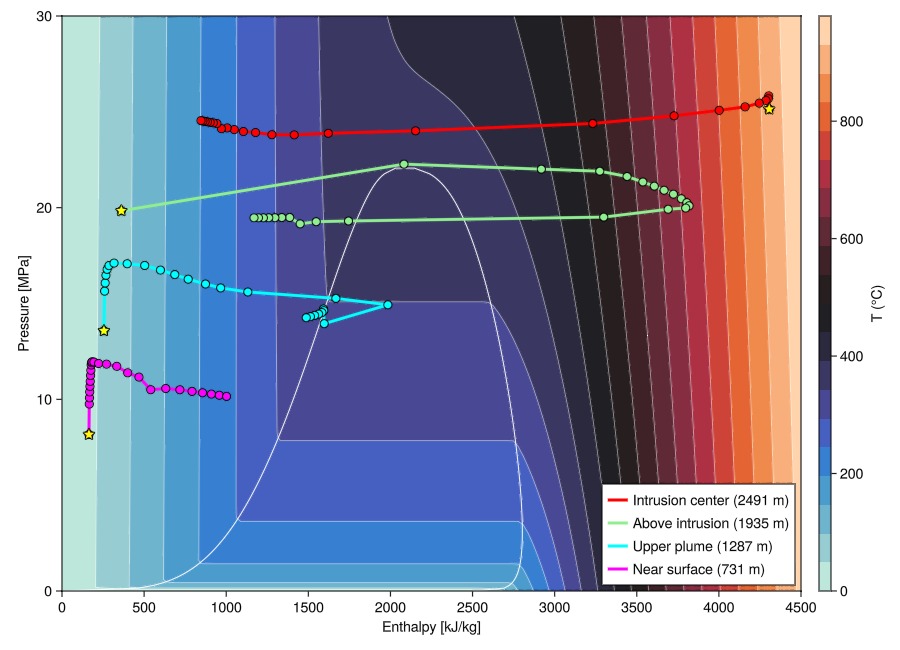 30
20
10
0
Pressure [MPa]
0 500 1000 1500 2000 2500 3000 3500 4000 4500
Enthalpy [kJ/kg]
Intrusion center (2491 m)
Above intrusion (1935 m)
Upper plume (1287 m)
Near surface (731 m)
800
600
400
200
0
T (°C)